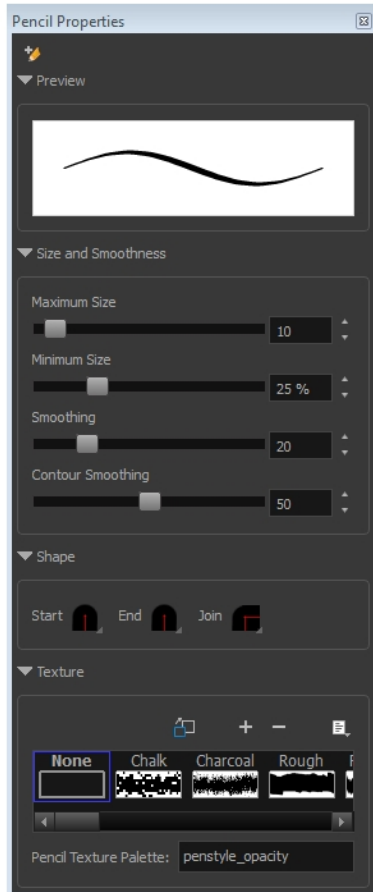 Pencil Properties
Preview
Size and Smoothness
Maximum Size
10
Minimum Size
25 %
Smoothing
20
Contour Smoothing
50
Shape
Start End Join
Texture
None Chalk Charcoal Rough
Pencil Texture Palette: penstyle_opacity